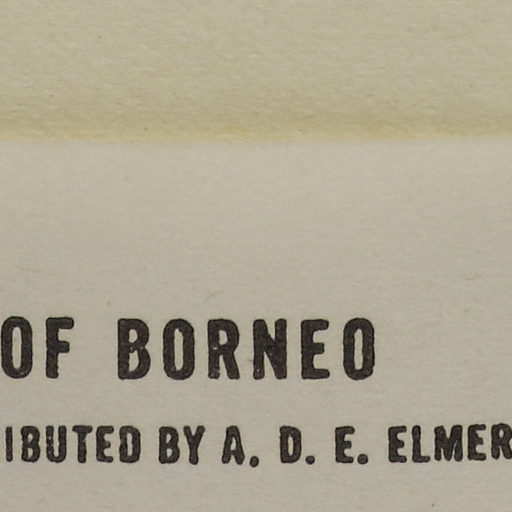 OF BORNEO
IBUTED BY A. D. E. ELMER